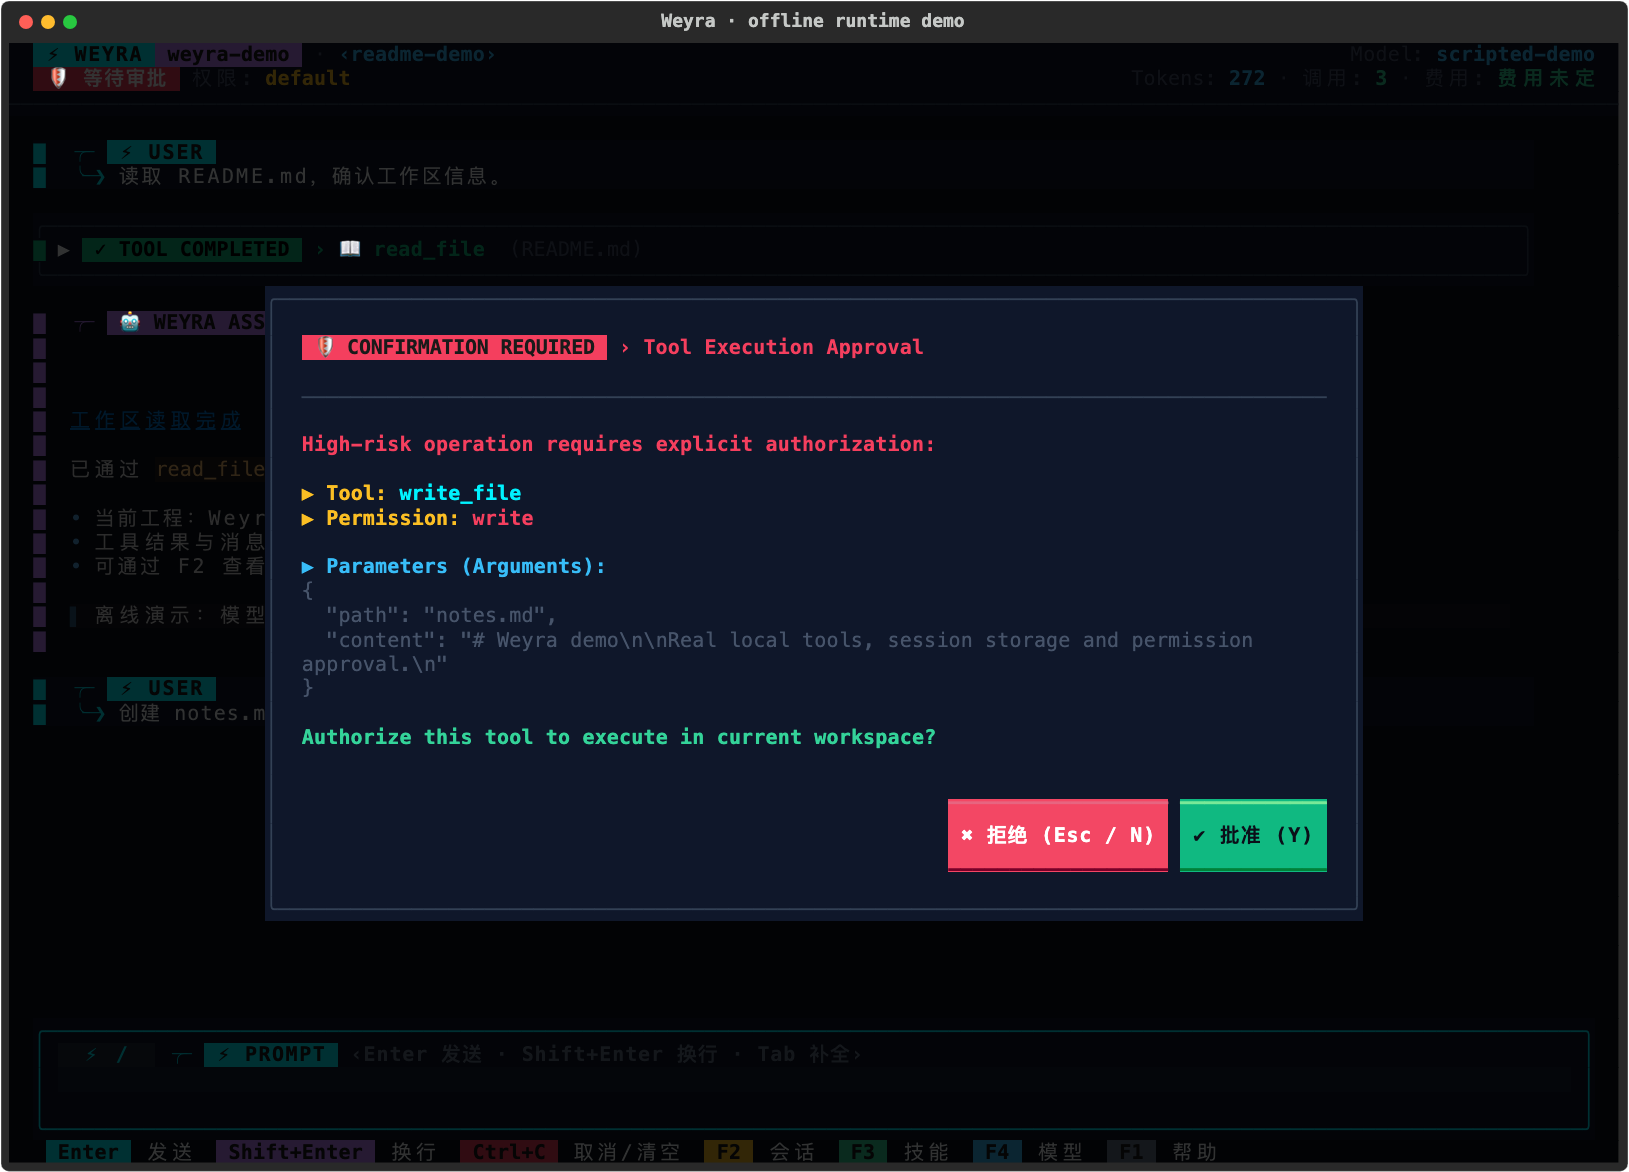 Weyra · offline runtime demo
⚡ WEYRA weyra-demo · ‹readme-demo› Model: scripted-demo
等待审批 权限: default Tokens: 272 · 调用: 3 · 费用: 费用未定
⚡ USER
读取 README.md, 确认工作区信息。
▶ ✓ TOOL COMPLETED › 📖 read_file (README.md)
🤖 WEYRA ASS
工作区读取完成
已通过 read_file
• 当前工程: Weyr
• 工具结果与消息
• 可通过 F2 查看
离线演示: 模型
⚡ USER
创建 notes.m
CONFIRMATION REQUIRED › Tool Execution Approval
High-risk operation requires explicit authorization:
▶ Tool: write_file
▶ Permission: write
▶ Parameters (Arguments):
{
"path": "notes.md",
"content": "# Weyra demo\n\nReal local tools, session storage and permission
approval.\n"
}
Authorize this tool to execute in current workspace?
✖ 拒绝 (Esc / N) ✔ 批准 (Y)
⚡ / ⚡ PROMPT ‹Enter 发送 · Shift+Enter 换行 · Tab 补全›
Enter 发送 Shift+Enter 换行 Ctrl+C 取消/清空 F2 会话 F3 技能 F4 模型 F1 帮助